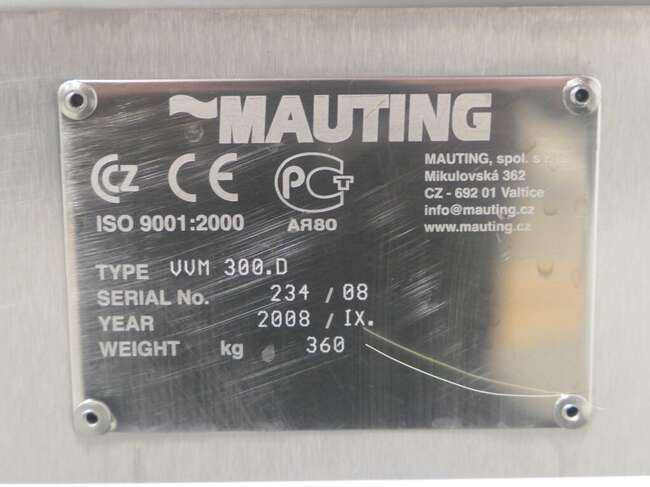 MAUTING
CZ CE PCT
ISO 9001:2000 АЯ80
MAUTING, spol. s
Mikulovská 362
CZ - 692 01 Valtice
info@mauting.cz
www.mauting.cz
TYPE VVM 300.D
SERIAL No. 234 / 08
YEAR 2008 / IX.
WEIGHT kg 360